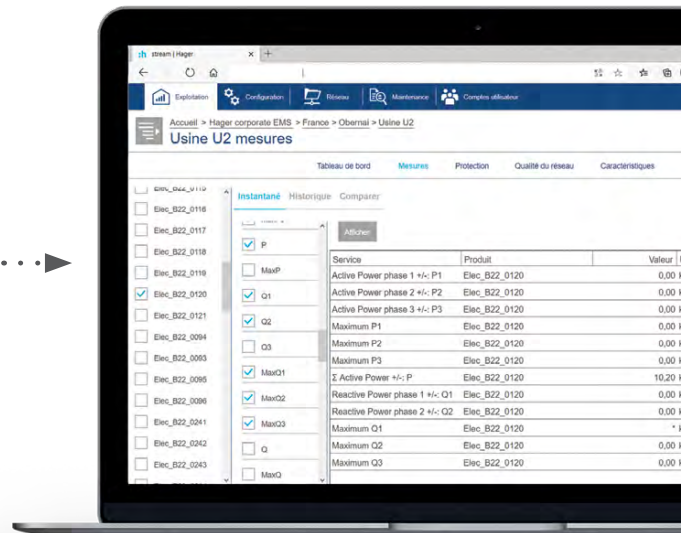 stream | Hager
Exploitation Configuration Réseau Maintenance Comptes utilisateur
Accueil > Hager corporate EMS > France > Obernai > Usine U2
Usine U2 mesures
Tableau de bord Mesures Protection Qualité du réseau Caractéristiques
Instantané Historique Comparer
Elec_B22_0115
Elec_B22_0116
Elec_B22_0117
Elec_B22_0118
Elec_B22_0119
Elec_B22_0120
Elec_B22_0121
Elec_B22_0094
Elec_B22_0093
Elec_B22_0095
Elec_B22_0096
Elec_B22_0241
Elec_B22_0242
Elec_B22_0243
P
MaxP
Q1
Q2
Q3
MaxQ1
MaxQ2
MaxQ3
Q
MaxQ
Afficher
Service Produit Valeur
Active Power phase 1 +/-: P1 Elec_B22_0120 0,00
Active Power phase 2 +/-: P2 Elec_B22_0120 0,00
Active Power phase 3 +/-: P3 Elec_B22_0120 0,00
Maximum P1 Elec_B22_0120 0,00
Maximum P2 Elec_B22_0120 0,00
Maximum P3 Elec_B22_0120 0,00
Σ Active Power +/-: P Elec_B22_0120 10,20
Reactive Power phase 1 +/-: Q1 Elec_B22_0120 0,00
Reactive Power phase 2 +/-: Q2 Elec_B22_0120 0,00
Maximum Q1 Elec_B22_0120 *
Maximum Q2 Elec_B22_0120 0,00
Maximum Q3 Elec_B22_0120 0,00